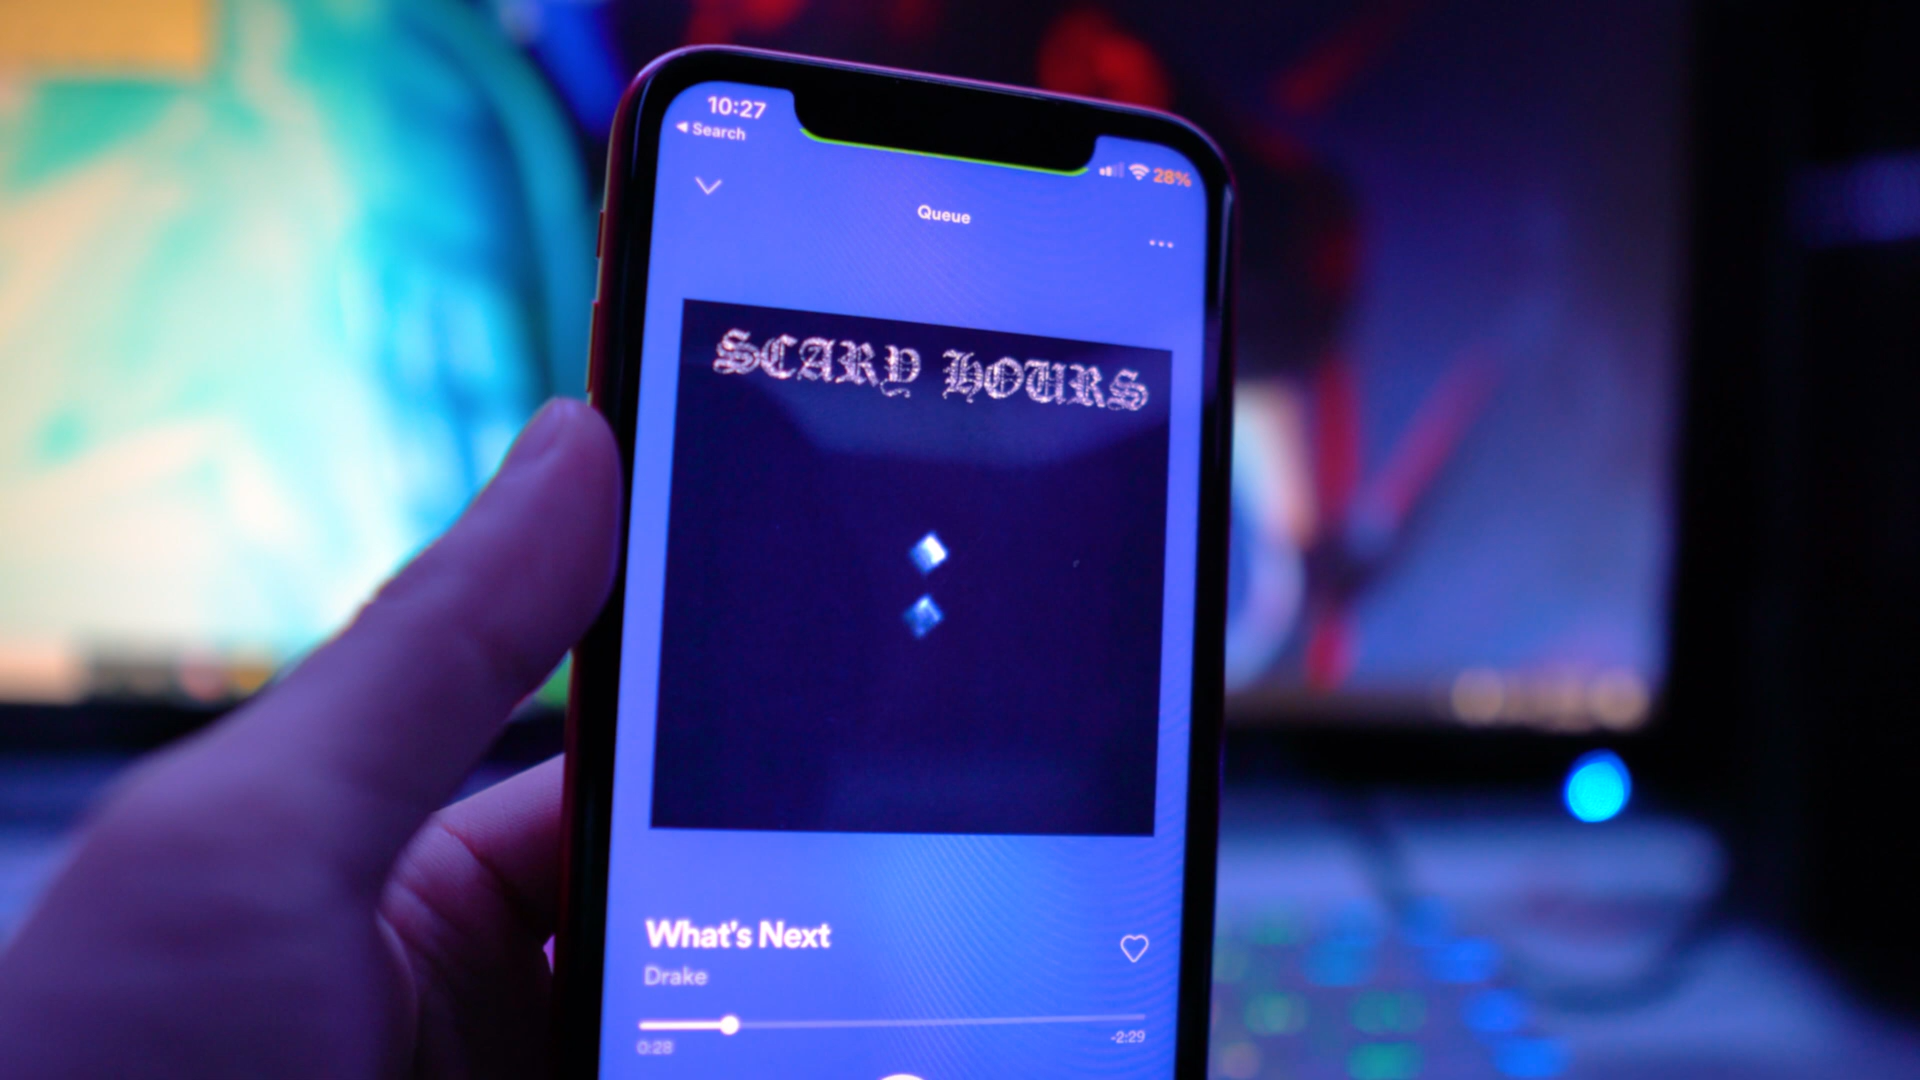 10:27
◀ Search
28%
Queue
SCARY HOURS
What's Next
Drake
0:28
-2:29